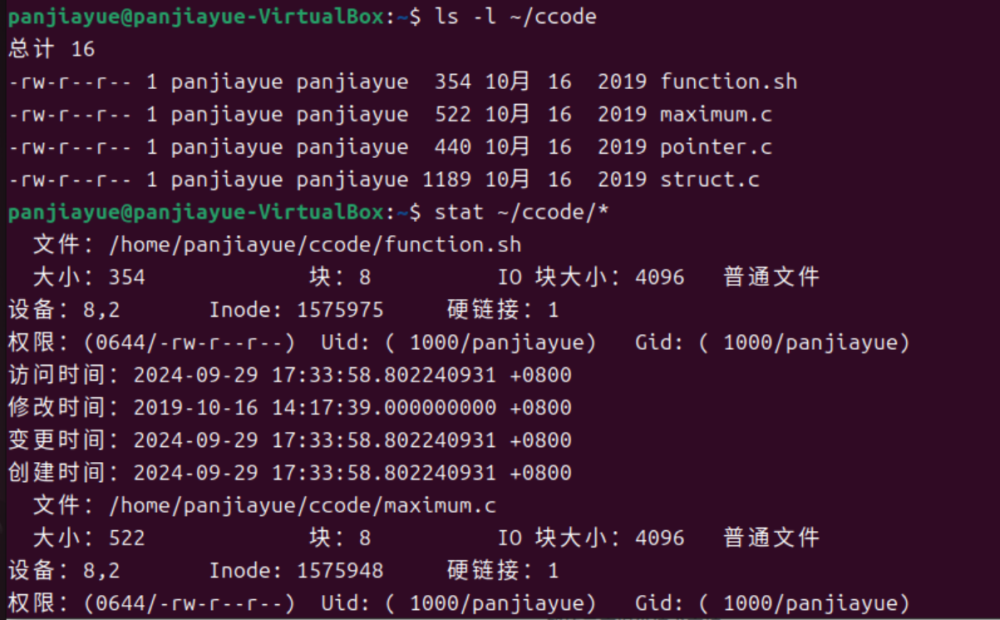 panjiayue@panjiayue-VirtualBox:~$ ls -l ~/ccode
总计 16
-rw-r--r-- 1 panjiayue panjiayue  354 10月 16  2019 function.sh
-rw-r--r-- 1 panjiayue panjiayue  522 10月 16  2019 maximum.c
-rw-r--r-- 1 panjiayue panjiayue  440 10月 16  2019 pointer.c
-rw-r--r-- 1 panjiayue panjiayue 1189 10月 16  2019 struct.c
panjiayue@panjiayue-VirtualBox:~$ stat ~/ccode/*
  文件：/home/panjiayue/ccode/function.sh
  大小：354             块：8          IO 块大小：4096   普通文件
设备：8,2       Inode: 1575975     硬链接：1
权限：(0644/-rw-r--r--)  Uid: ( 1000/panjiayue)   Gid: ( 1000/panjiayue)
访问时间：2024-09-29 17:33:58.802240931 +0800
修改时间：2019-10-16 14:17:39.000000000 +0800
变更时间：2024-09-29 17:33:58.802240931 +0800
创建时间：2024-09-29 17:33:58.802240931 +0800
  文件：/home/panjiayue/ccode/maximum.c
  大小：522             块：8          IO 块大小：4096   普通文件
设备：8,2       Inode: 1575948     硬链接：1
权限：(0644/-rw-r--r--)  Uid: ( 1000/panjiayue)   Gid: ( 1000/panjiayue)